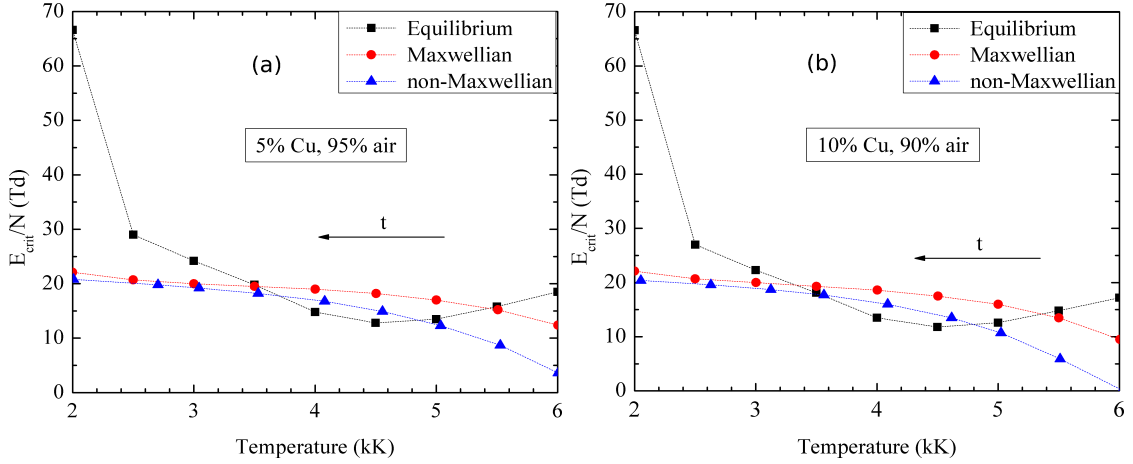 70
60
50
40
30
20
10
0
E_crit/N (Td)
(a)
Equilibrium
Maxwellian
non-Maxwellian
5% Cu, 95% air
t
2 3 4 5 6
Temperature (kK)
70
60
50
40
30
20
10
0
E_crit/N (Td)
(b)
Equilibrium
Maxwellian
non-Maxwellian
10% Cu, 90% air
t
2 3 4 5 6
Temperature (kK)